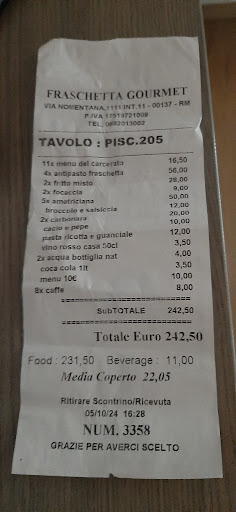 FRASCHETTA GOURMET
VIA NOMENTANA,1111 INT.11 - 00137 - RM
P.IVA
TEL.
TAVOLO : PISC.205
11x menu del carcerato 16,50
4x antipasto fraschetta 56,00
2x fritto misto 28,00
2x focaccia 9,00
5x amatriciana 50,00
broccolo e salsiccia 12,00
2x carbonara 20,00
cacio e pepe 10,00
pasta ricotta e guanciale 12,00
vino rosso casa 50cl 3,50
2x acqua bottiglia nat 4,00
coca cola 1lt 3,50
menu 10€ 10,00
8x caffe 8,00
SubTOTALE 242,50
Totale Euro 242,50
Food : 231,50 Beverage : 11,00
Media Coperto 22,05
Ritirare Scontrino/Ricevuta
05/10/24 16:28
NUM. 3358
GRAZIE PER AVERCI SCELTO